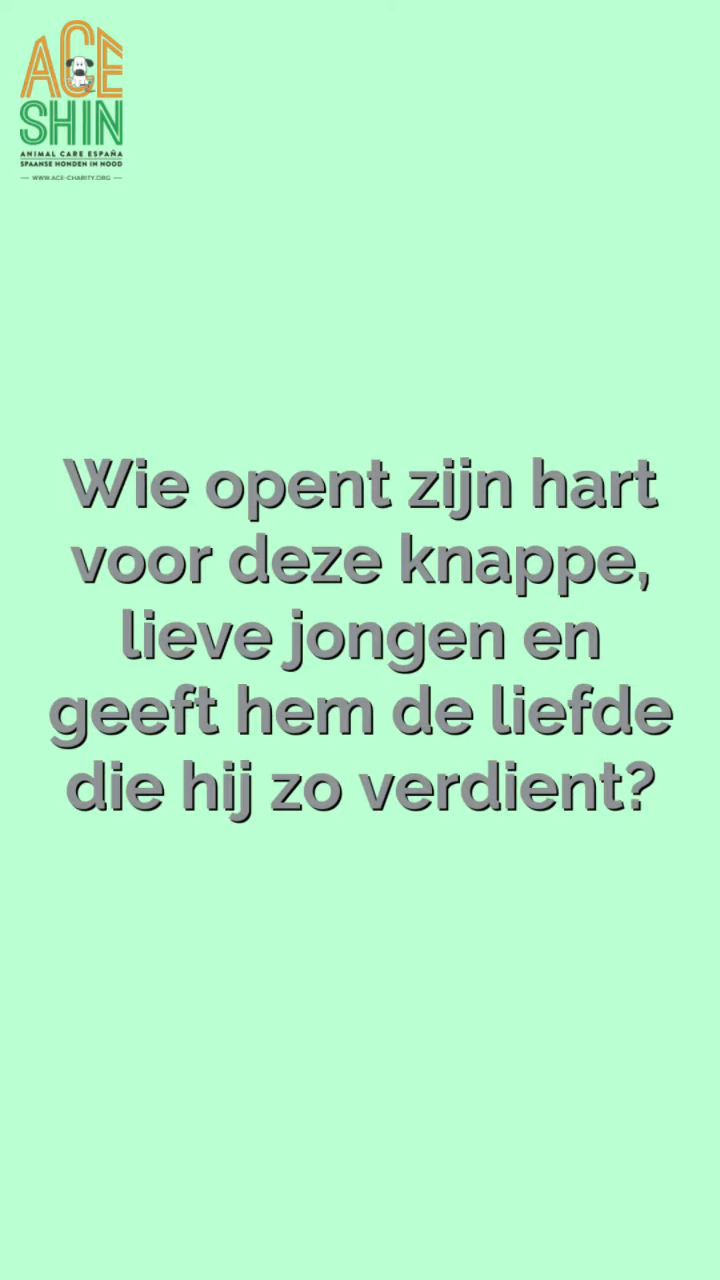 ACE
SHIN
ANIMAL CARE ESPAÑA
SPAANSE HONDEN IN NOOD
WWW.ACE-CHARITY.ORG
Wie opent zijn hart
voor deze knappe,
lieve jongen en
geeft hem de liefde
die hij zo verdient?